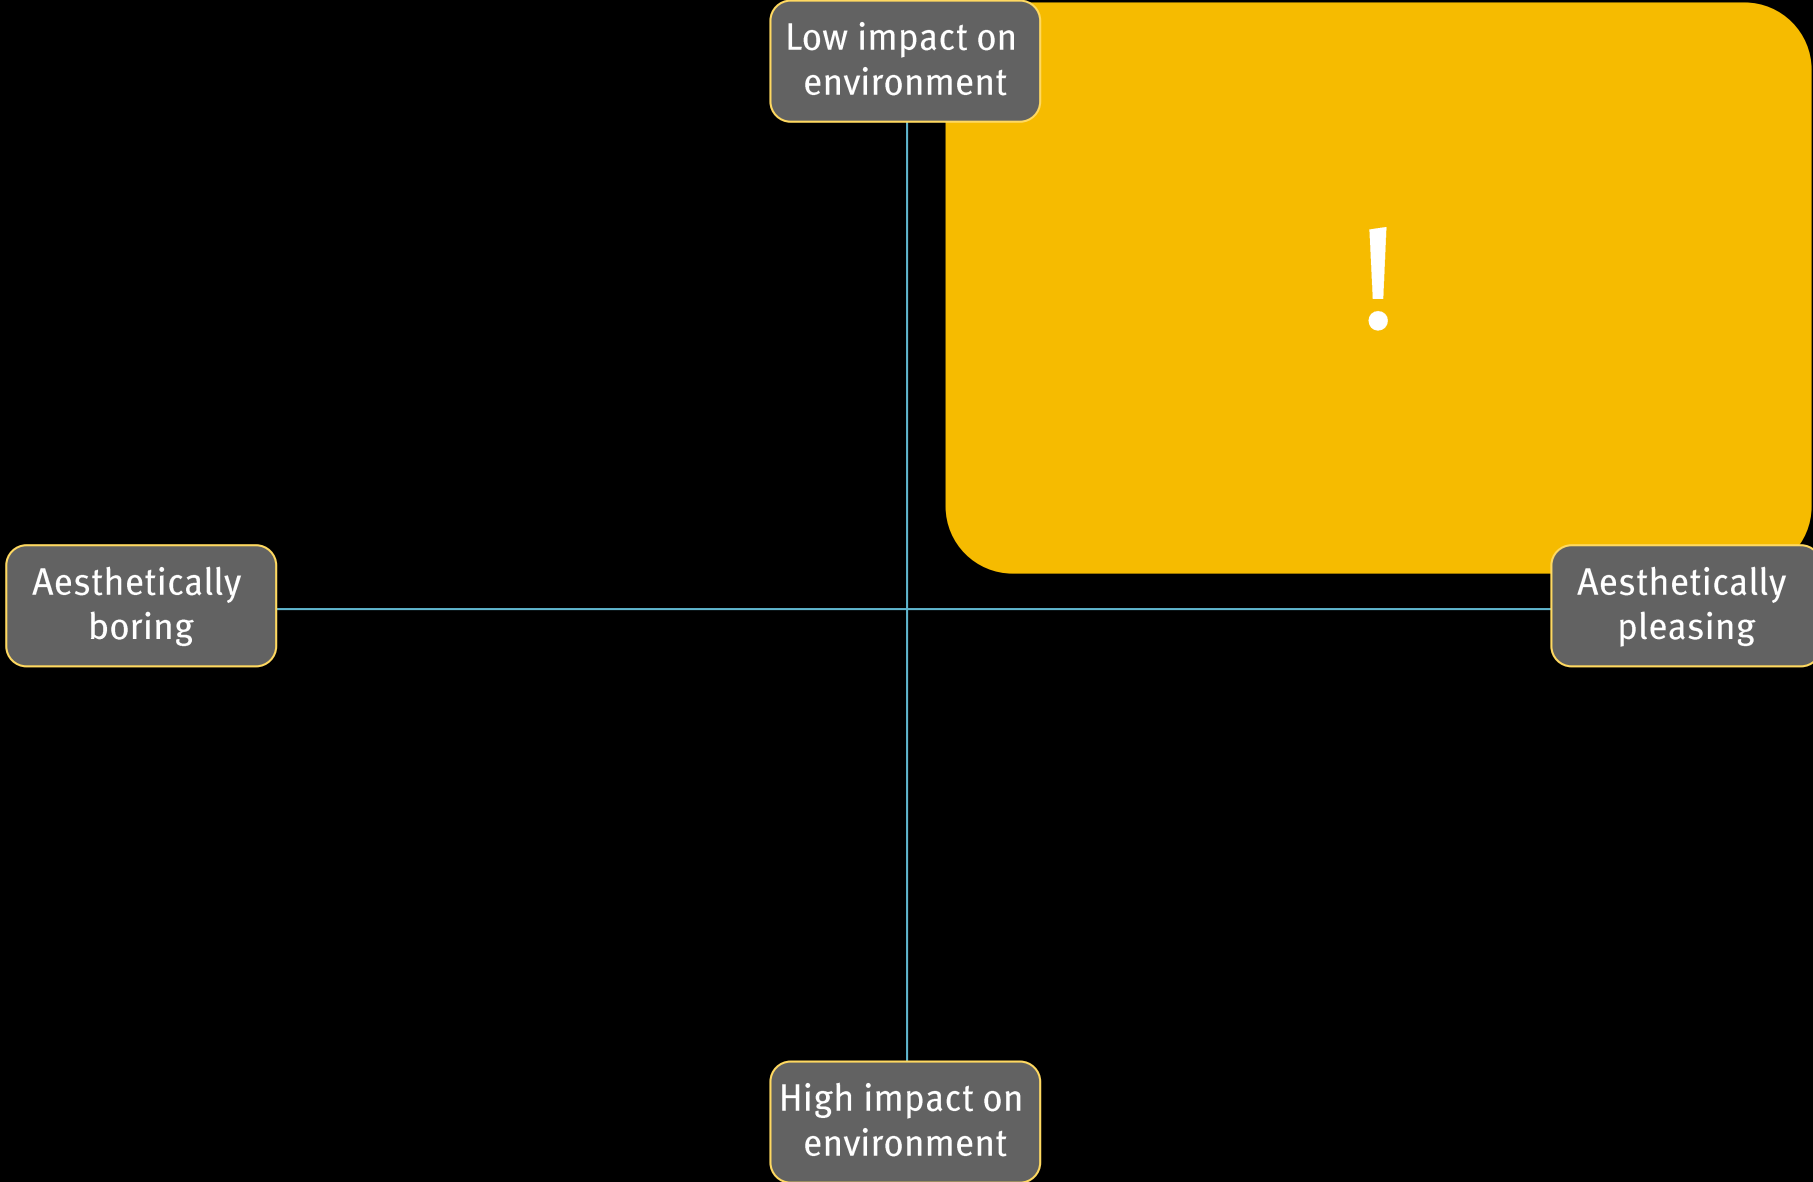 Low impact on
environment
!
Aesthetically
boring
Aesthetically
pleasing
High impact on
environment